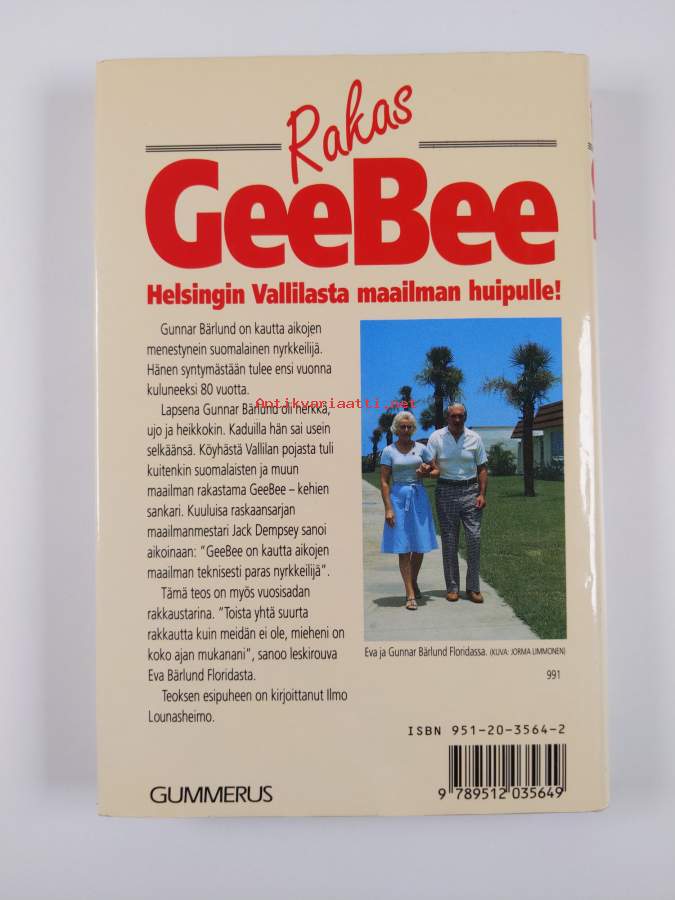 Rakas
GeeBee
Helsingin Vallilasta maailman huipulle!
Gunnar Bärlund on kautta aikojen
menestynein suomalainen nyrkkeilijä.
Hänen syntymästään tulee ensi vuonna
kuluneeksi 80 vuotta.
Lapsena Gunnar Bärlund oli herkkä,
ujo ja heikkokin. Kaduilla hän sai usein
selkäänsä. Köyhästä Vallilan pojasta tuli
kuitenkin suomalaisten ja muun
maailman rakastama GeeBee – kehien
sankari. Kuuluisa raskaansarjan
maailmanmestari Jack Dempsey sanoi
aikoinaan: "GeeBee on kautta aikojen
maailman teknisesti paras nyrkkeilijä".
Tämä teos on myös vuosisadan
rakkaustarina. "Toista yhtä suurta
rakkautta kuin meidän ei ole, mieheni on
koko ajan mukanani", sanoo leskirouva
Eva Bärlund Floridasta.
Teoksen esipuheen on kirjoittanut Ilmo
Lounasheimo.
Antikvariaatti.net
Eva ja Gunnar Bärlund Floridassa. (KUVA: JORMA LIMMONEN)
991
ISBN 951-20-3564-2
9 789512 035649
GUMMERUS